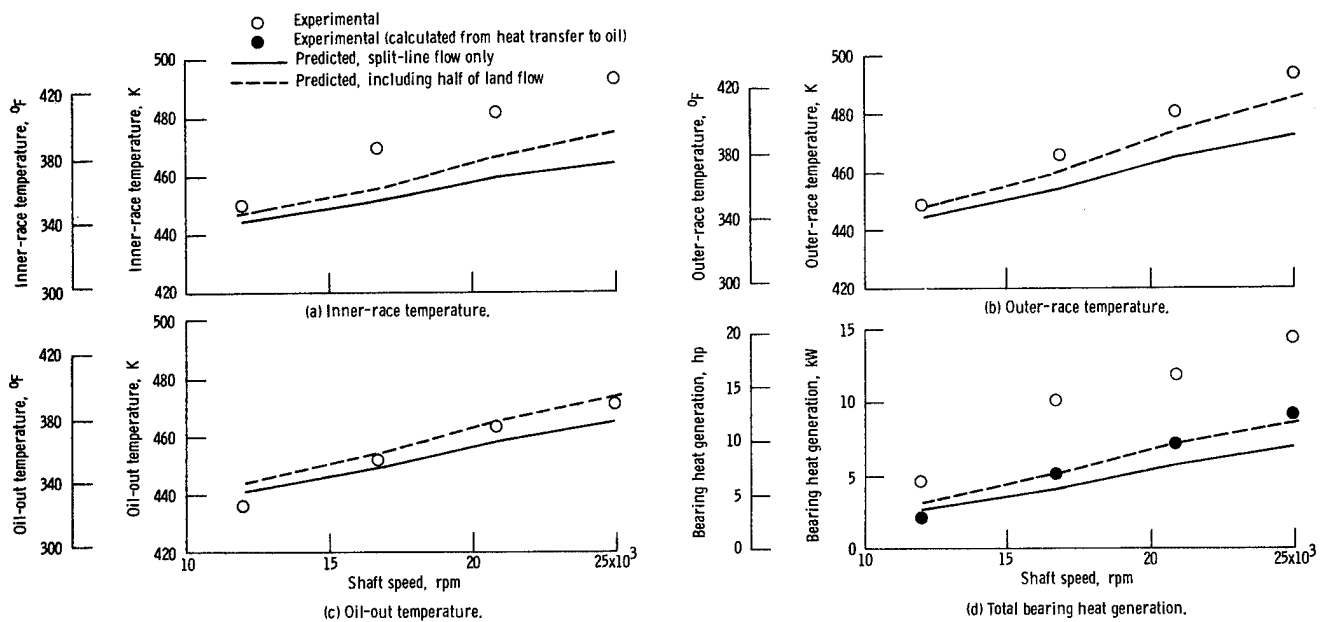 Experimental
Experimental (calculated from heat transfer to oil)
Predicted, split-line flow only
Predicted, including half of land flow
Inner-race temperature, °F
420
380
340
300
Inner-race temperature, K
500
480
460
440
420
(a) Inner-race temperature.
Outer-race temperature, °F
420
380
340
300
Outer-race temperature, K
500
480
460
440
420
(b) Outer-race temperature.
Oil-out temperature, °F
420
380
340
300
Oil-out temperature, K
500
480
460
440
420
10 15 20 25x10³
Shaft speed, rpm
(c) Oil-out temperature.
Bearing heat generation, hp
20
15
10
5
0
Bearing heat generation, kW
15
10
5
0
10 15 20 25x10³
Shaft speed, rpm
(d) Total bearing heat generation.